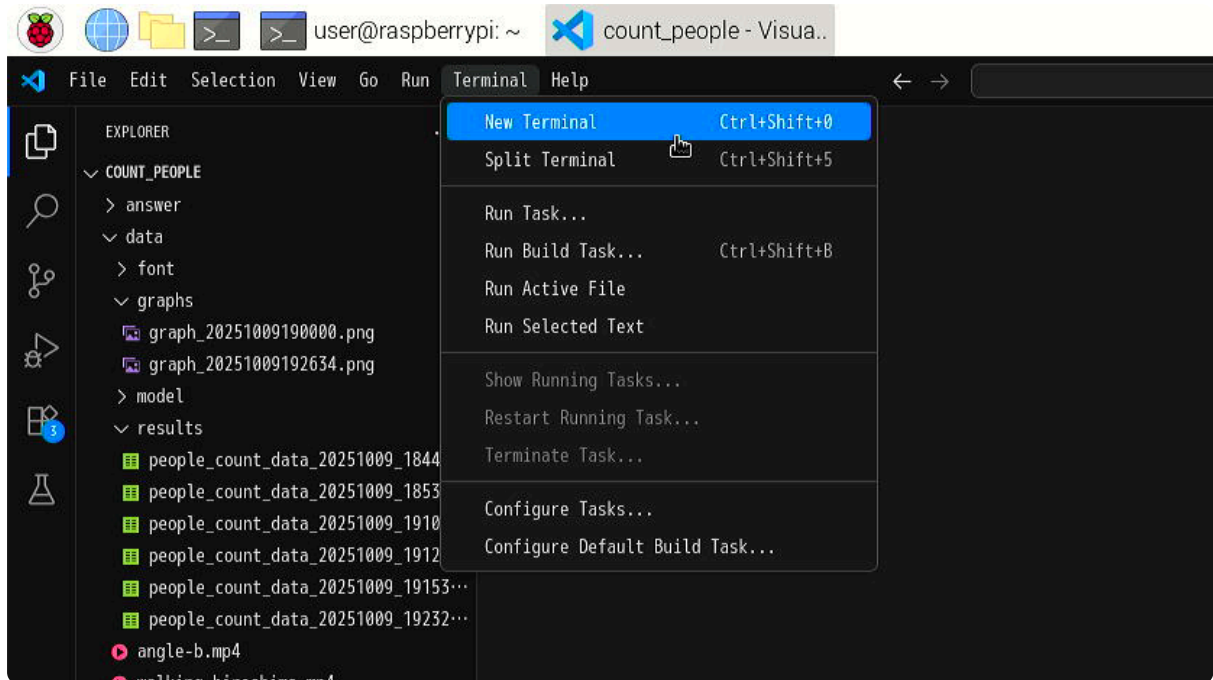 user@raspberrypi: ~ count_people - Visua..
File Edit Selection View Go Run Terminal Help
EXPLORER
COUNT_PEOPLE
answer
data
font
graphs
graph_20251009190000.png
graph_20251009192634.png
model
results
people_count_data_20251009_1844
people_count_data_20251009_1853
people_count_data_20251009_1910
people_count_data_20251009_1912
people_count_data_20251009_19153…
people_count_data_20251009_19232…
angle-b.mp4
3
New Terminal Ctrl+Shift+0
Split Terminal Ctrl+Shift+5
Run Task...
Run Build Task... Ctrl+Shift+B
Run Active File
Run Selected Text
Show Running Tasks...
Restart Running Task...
Terminate Task...
Configure Tasks...
Configure Default Build Task...